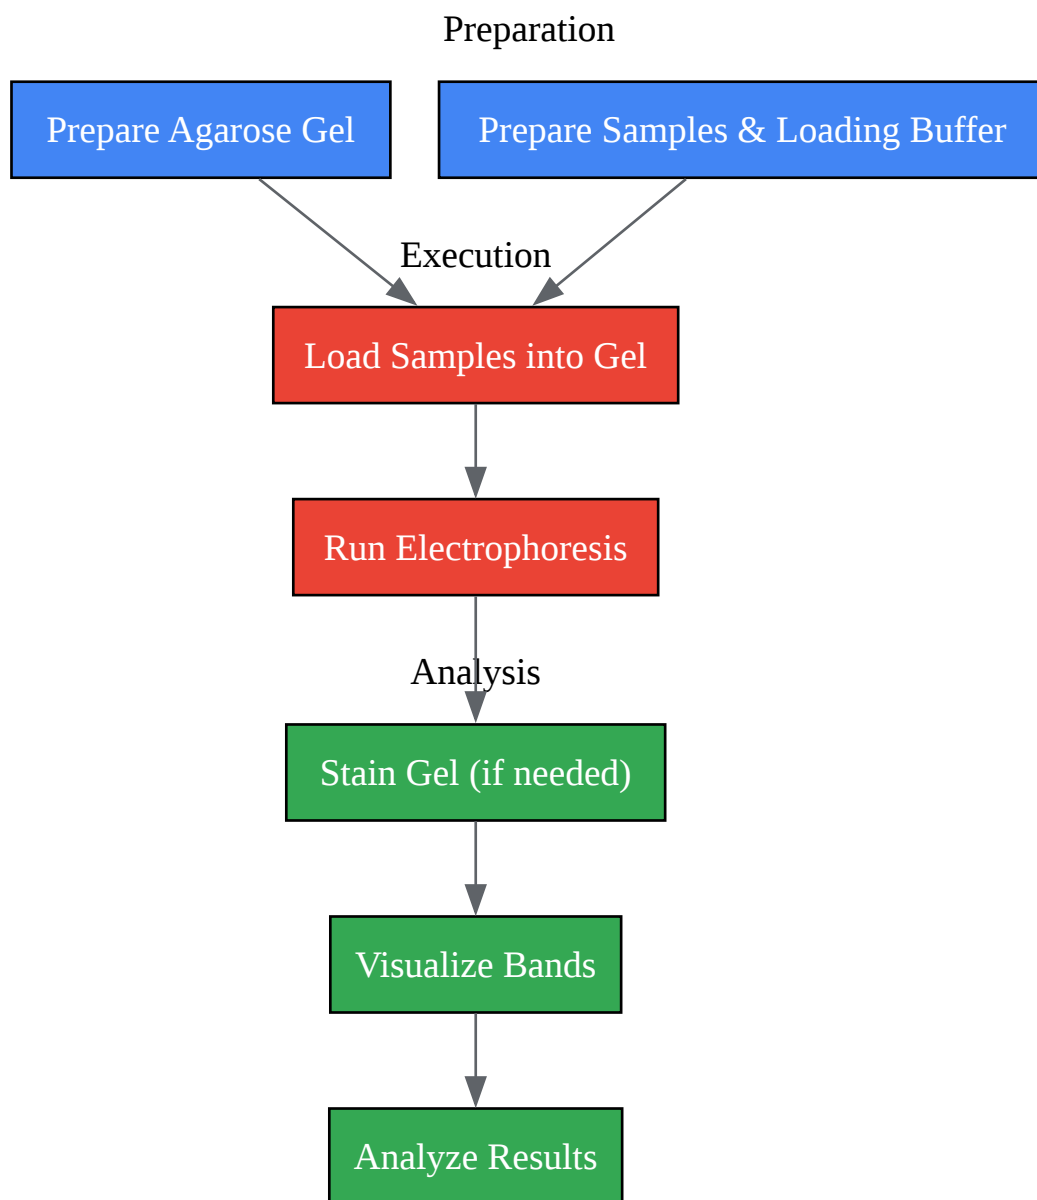 Preparation
Prepare Agarose Gel
Prepare Samples & Loading Buffer
Execution
Load Samples into Gel
Run Electrophoresis
Analysis
Stain Gel (if needed)
Visualize Bands
Analyze Results